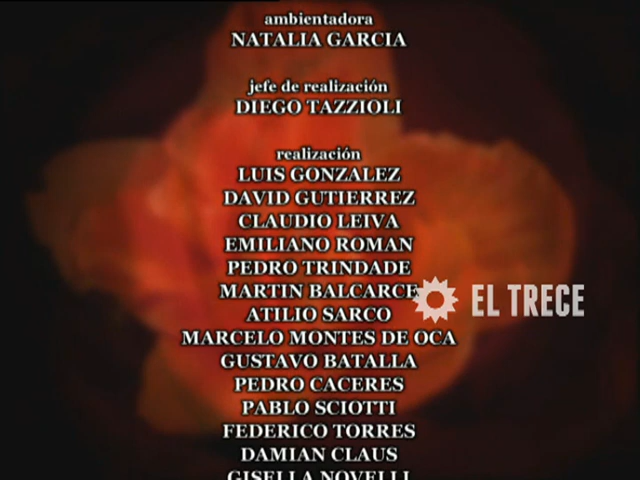 ambientadora
NATALIA GARCIA
jefe de realización
DIEGO TAZZIOLI
realización
LUIS GONZALEZ
DAVID GUTIERREZ
CLAUDIO LEIVA
EMILIANO ROMAN
PEDRO TRINDADE
MARTIN BALCARCE
EL TRECE
ATILIO SARCO
MARCELO MONTES DE OCA
GUSTAVO BATALLA
PEDRO CACERES
PABLO SCIOTTI
FEDERICO TORRES
DAMIAN CLAUS
GISELLA NOVELLI